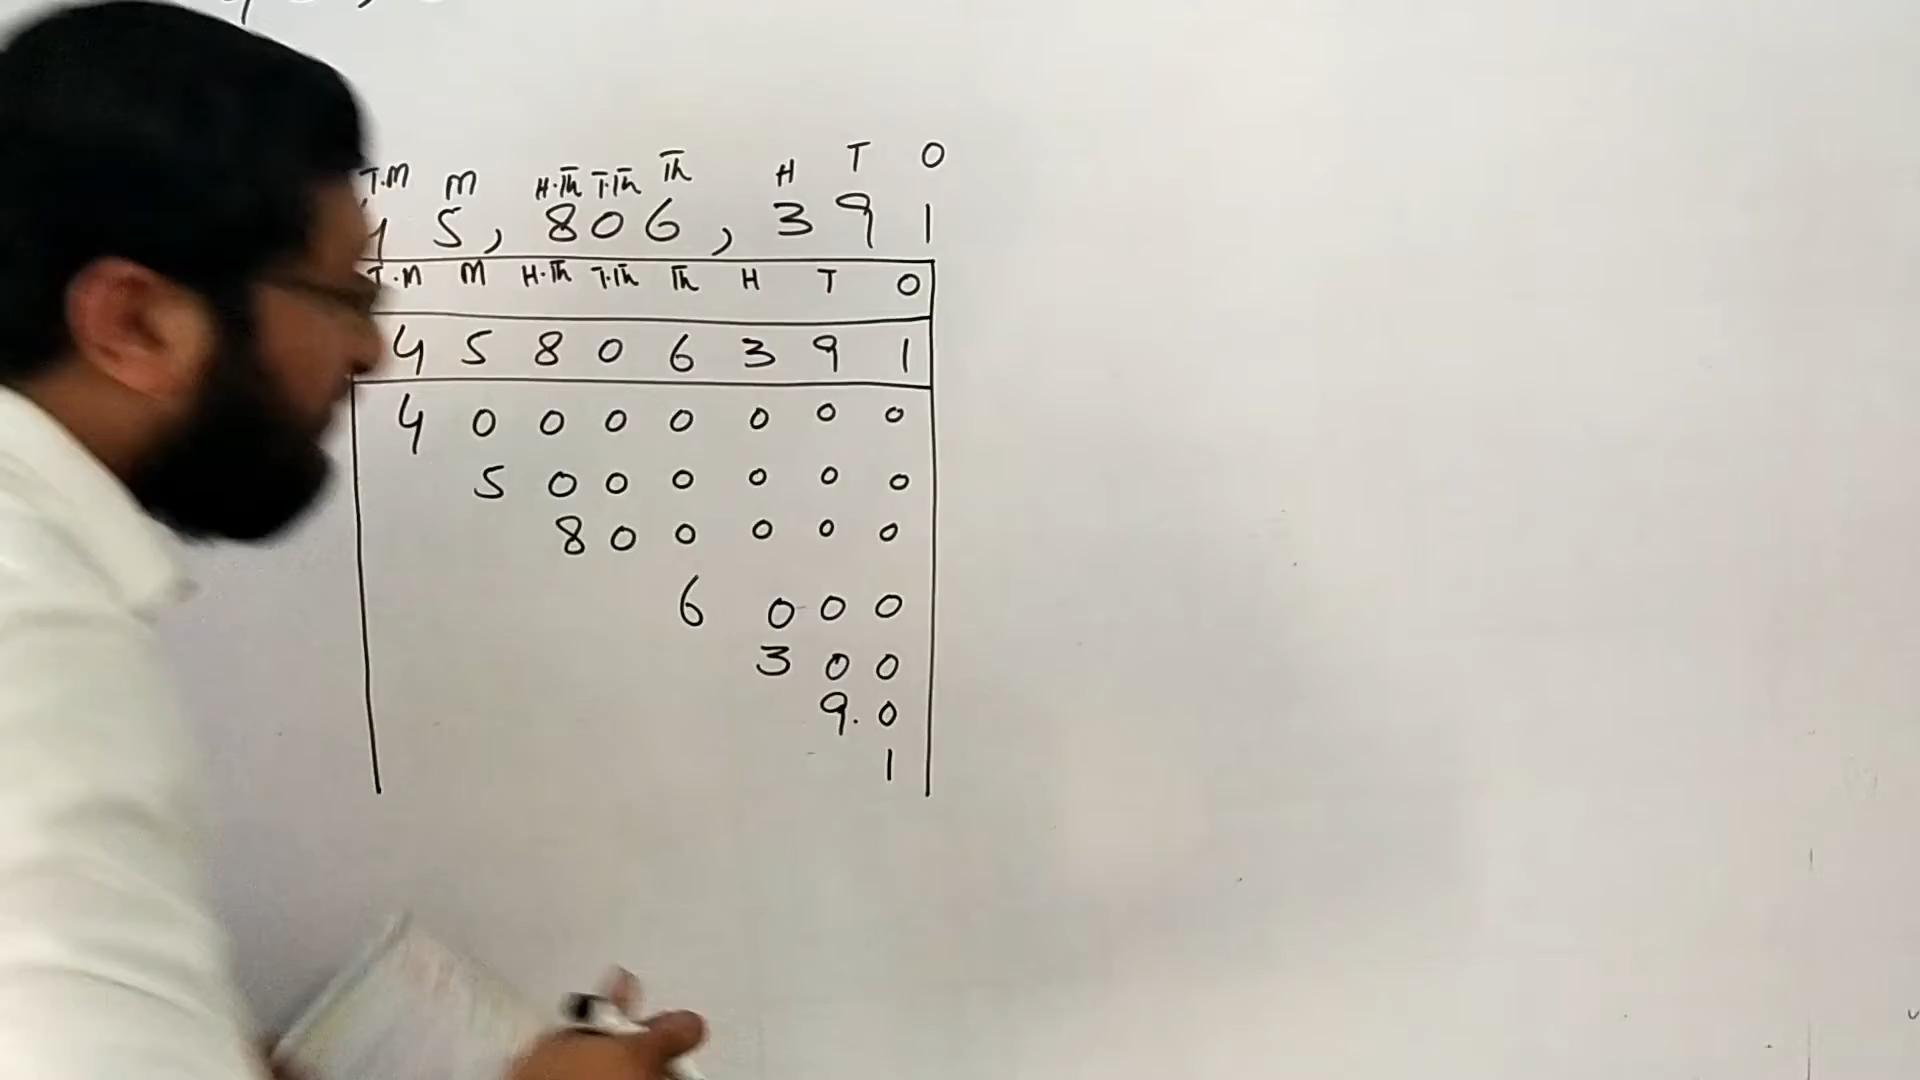 T.M M H.Th T.Th Th H T O
45,806,391
T.M M H.Th T.Th Th H T O
4 5 8 0 6 3 9 1
4 0 0 0 0 0 0 0
5 0 0 0 0 0 0
8 0 0 0 0 0
6 0 0 0
3 0 0
9. 0
1